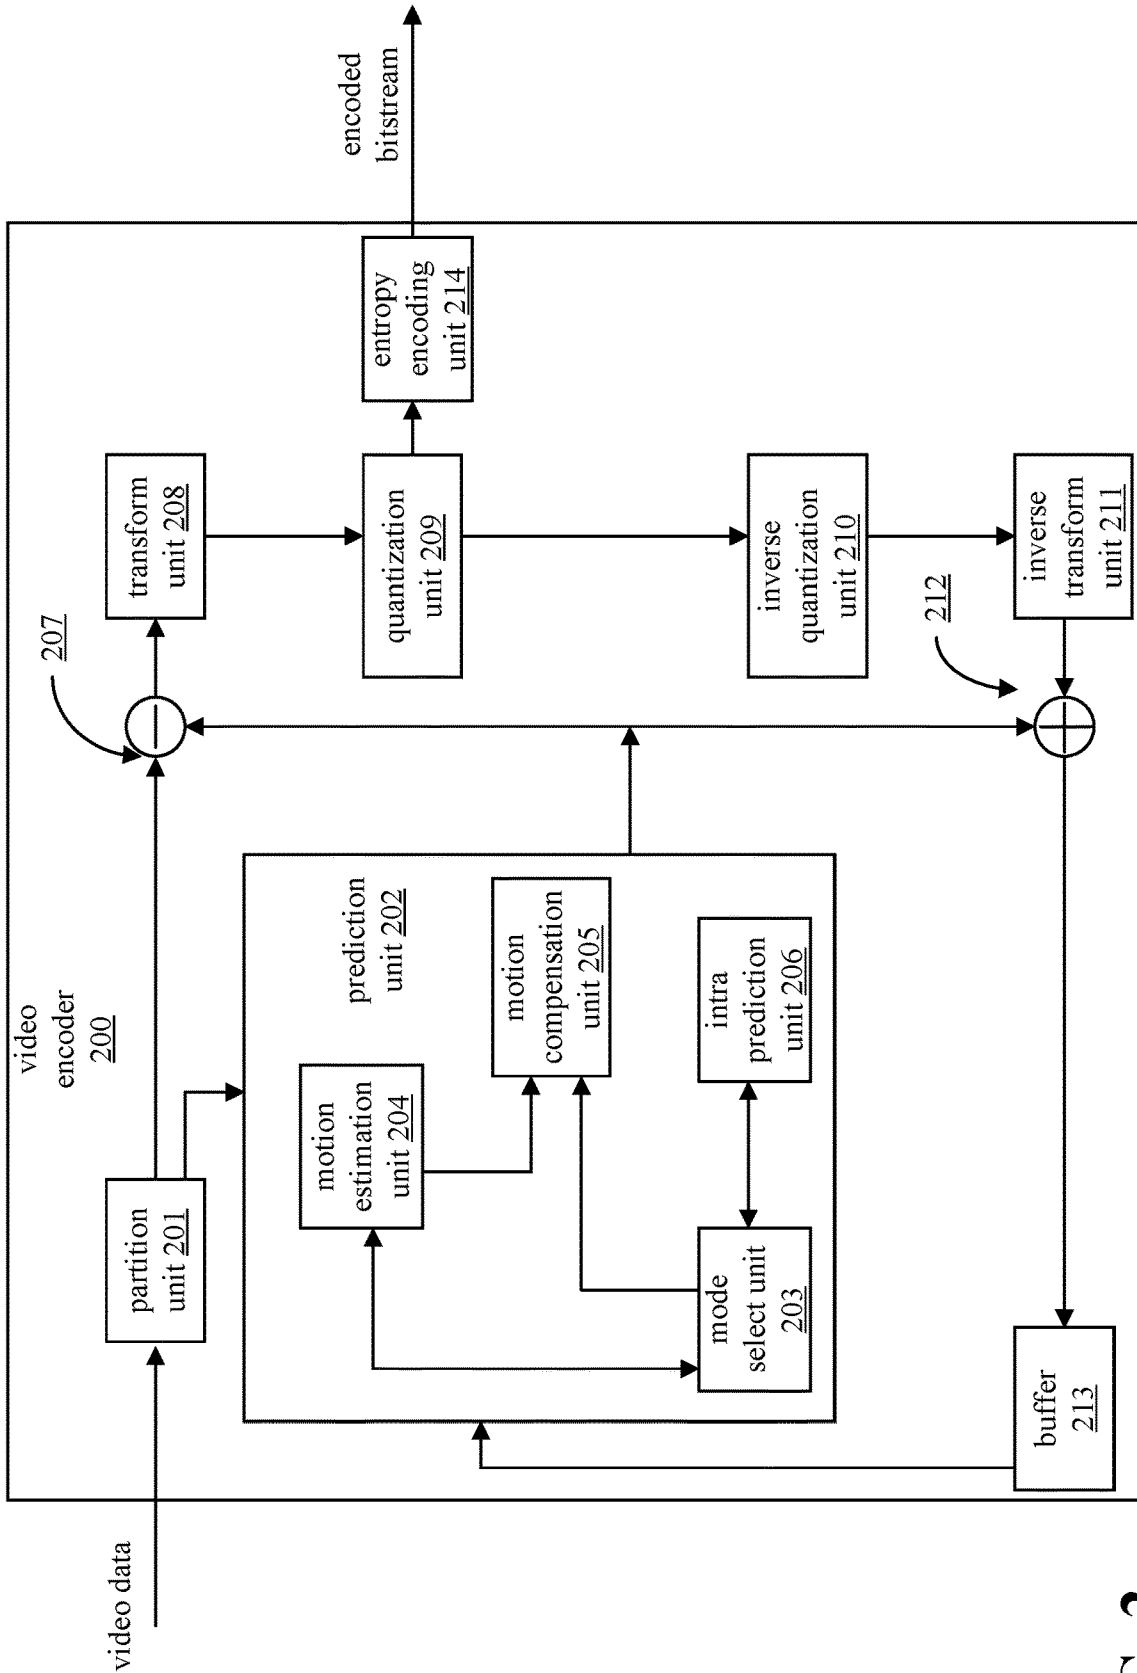 video data
video
encoder 200
partition
unit 201
207
transform
unit 208
prediction
unit 202
motion
estimation
unit 204
motion
compensation
unit 205
mode
select unit
203
intra
prediction
unit 206
quantization
unit 209
entropy
encoding
unit 214
encoded
bitstream
inverse
quantization
unit 210
212
inverse
transform
unit 211
buffer
213